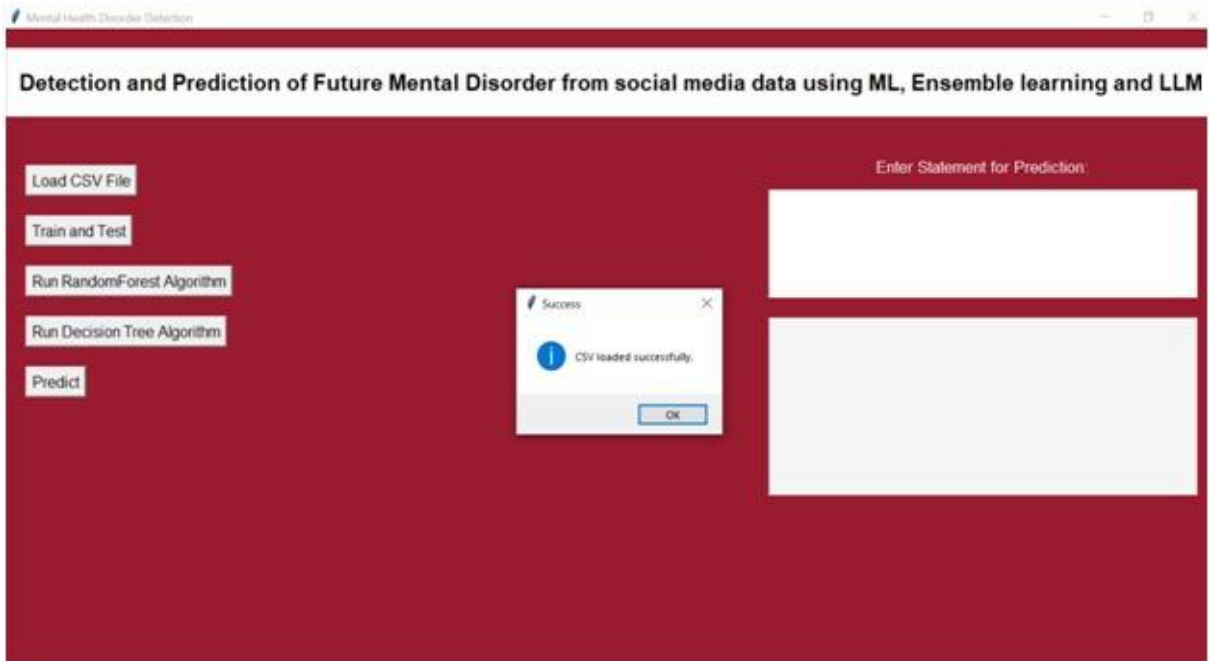 Mental Health Disorder Detection
Detection and Prediction of Future Mental Disorder from social media data using ML, Ensemble learning and LLM
Load CSV File
Train and Test
Run RandomForest Algorithm
Run Decision Tree Algorithm
Predict
Enter Statement for Prediction:
Success
CSV loaded successfully.
OK